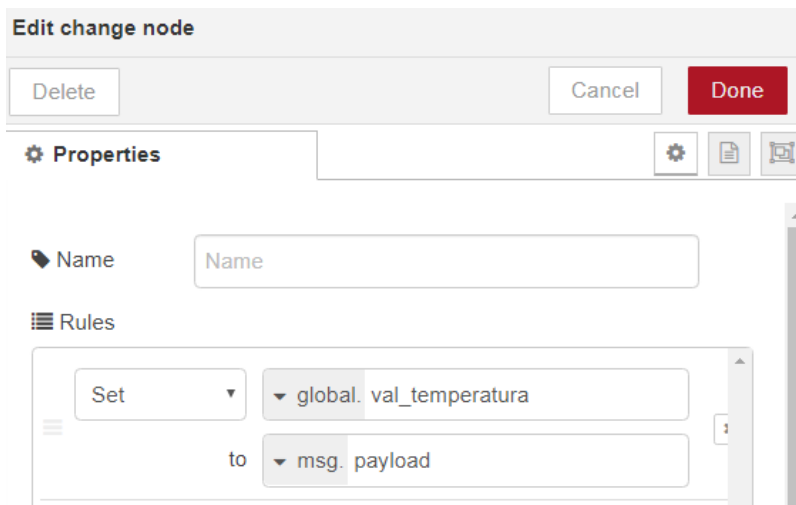 Edit change node
Delete Cancel Done
Properties
Name Name
Rules
Set global. val_temperatura
to msg. payload